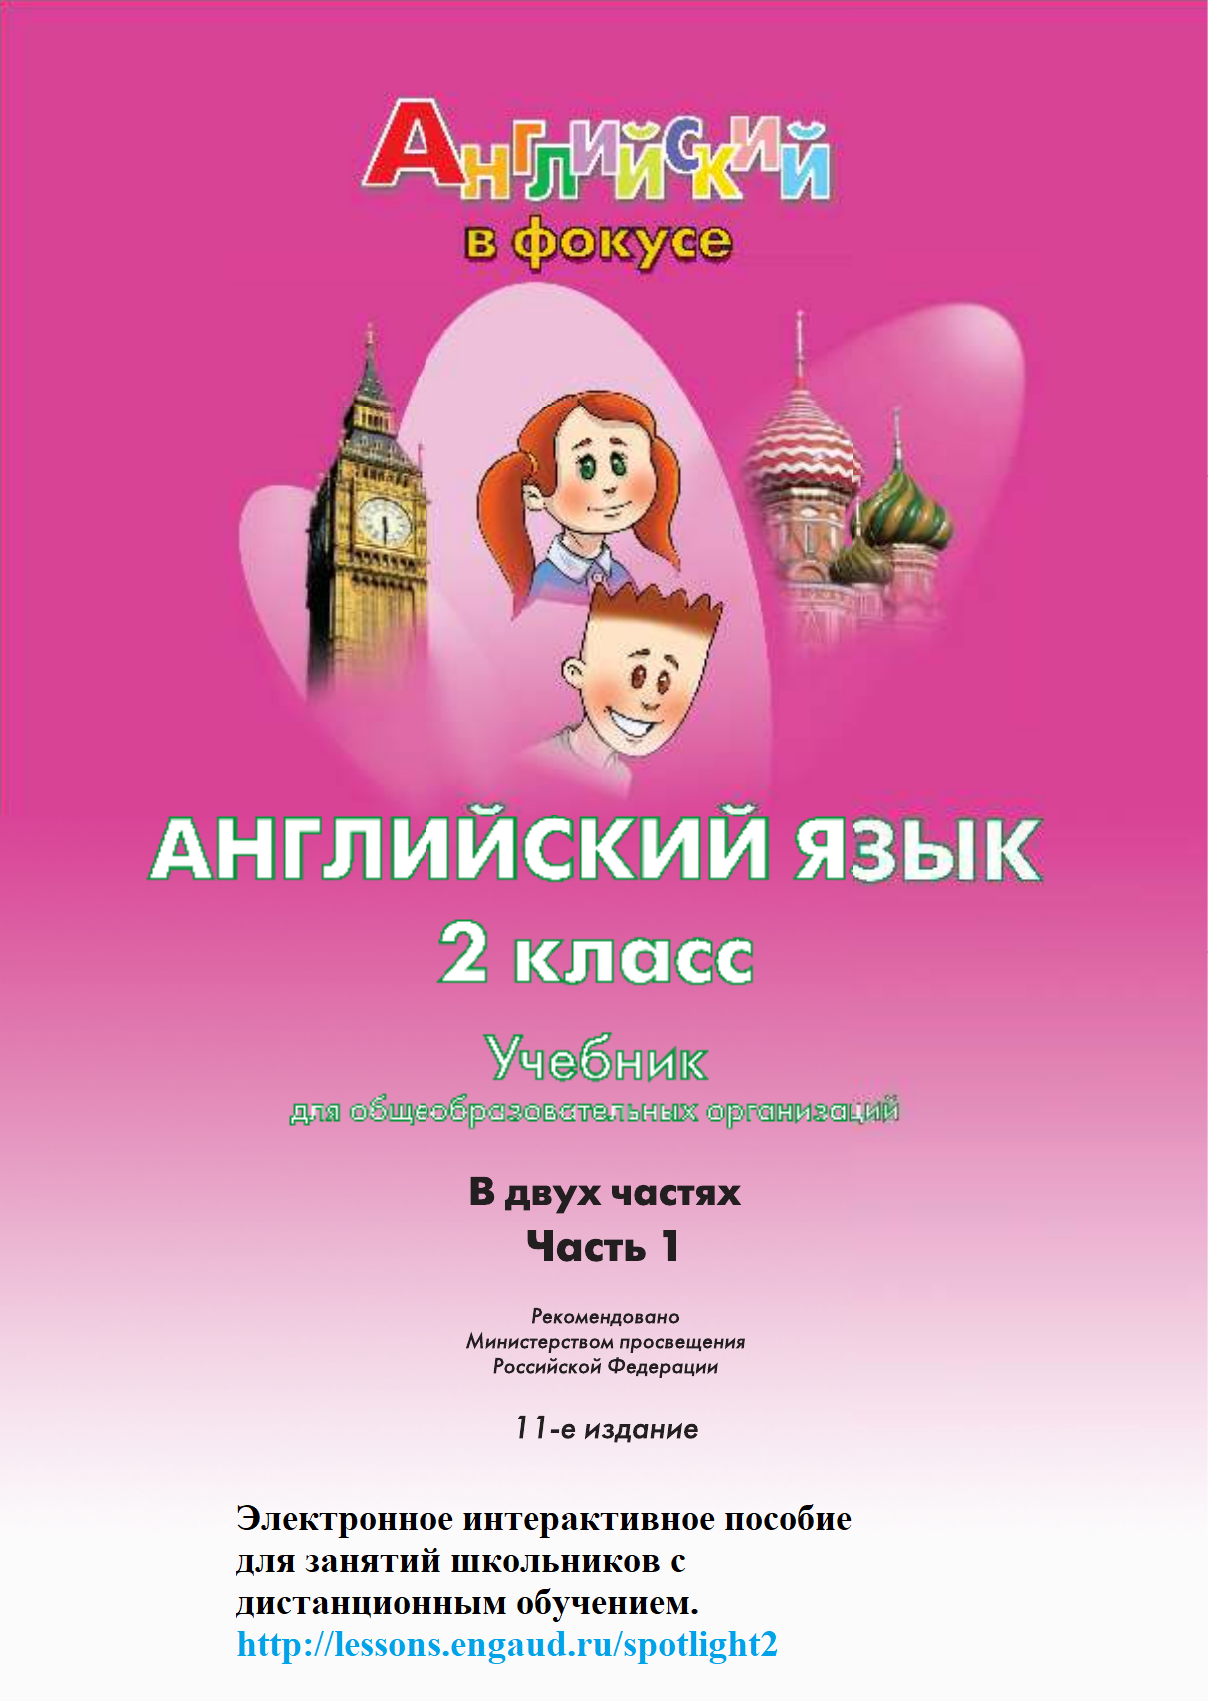 Английский
в фокусе
АНГЛИЙСКИЙ ЯЗЫК
2 класс
Учебник
для общеобразовательных организаций
В двух частях
Часть 1
Рекомендовано
Министерством просвещения
Российской Федерации
11-е издание
Электронное интерактивное пособие
для занятий школьников с
дистанционным обучением.
http://lessons.engaud.ru/spotlight2